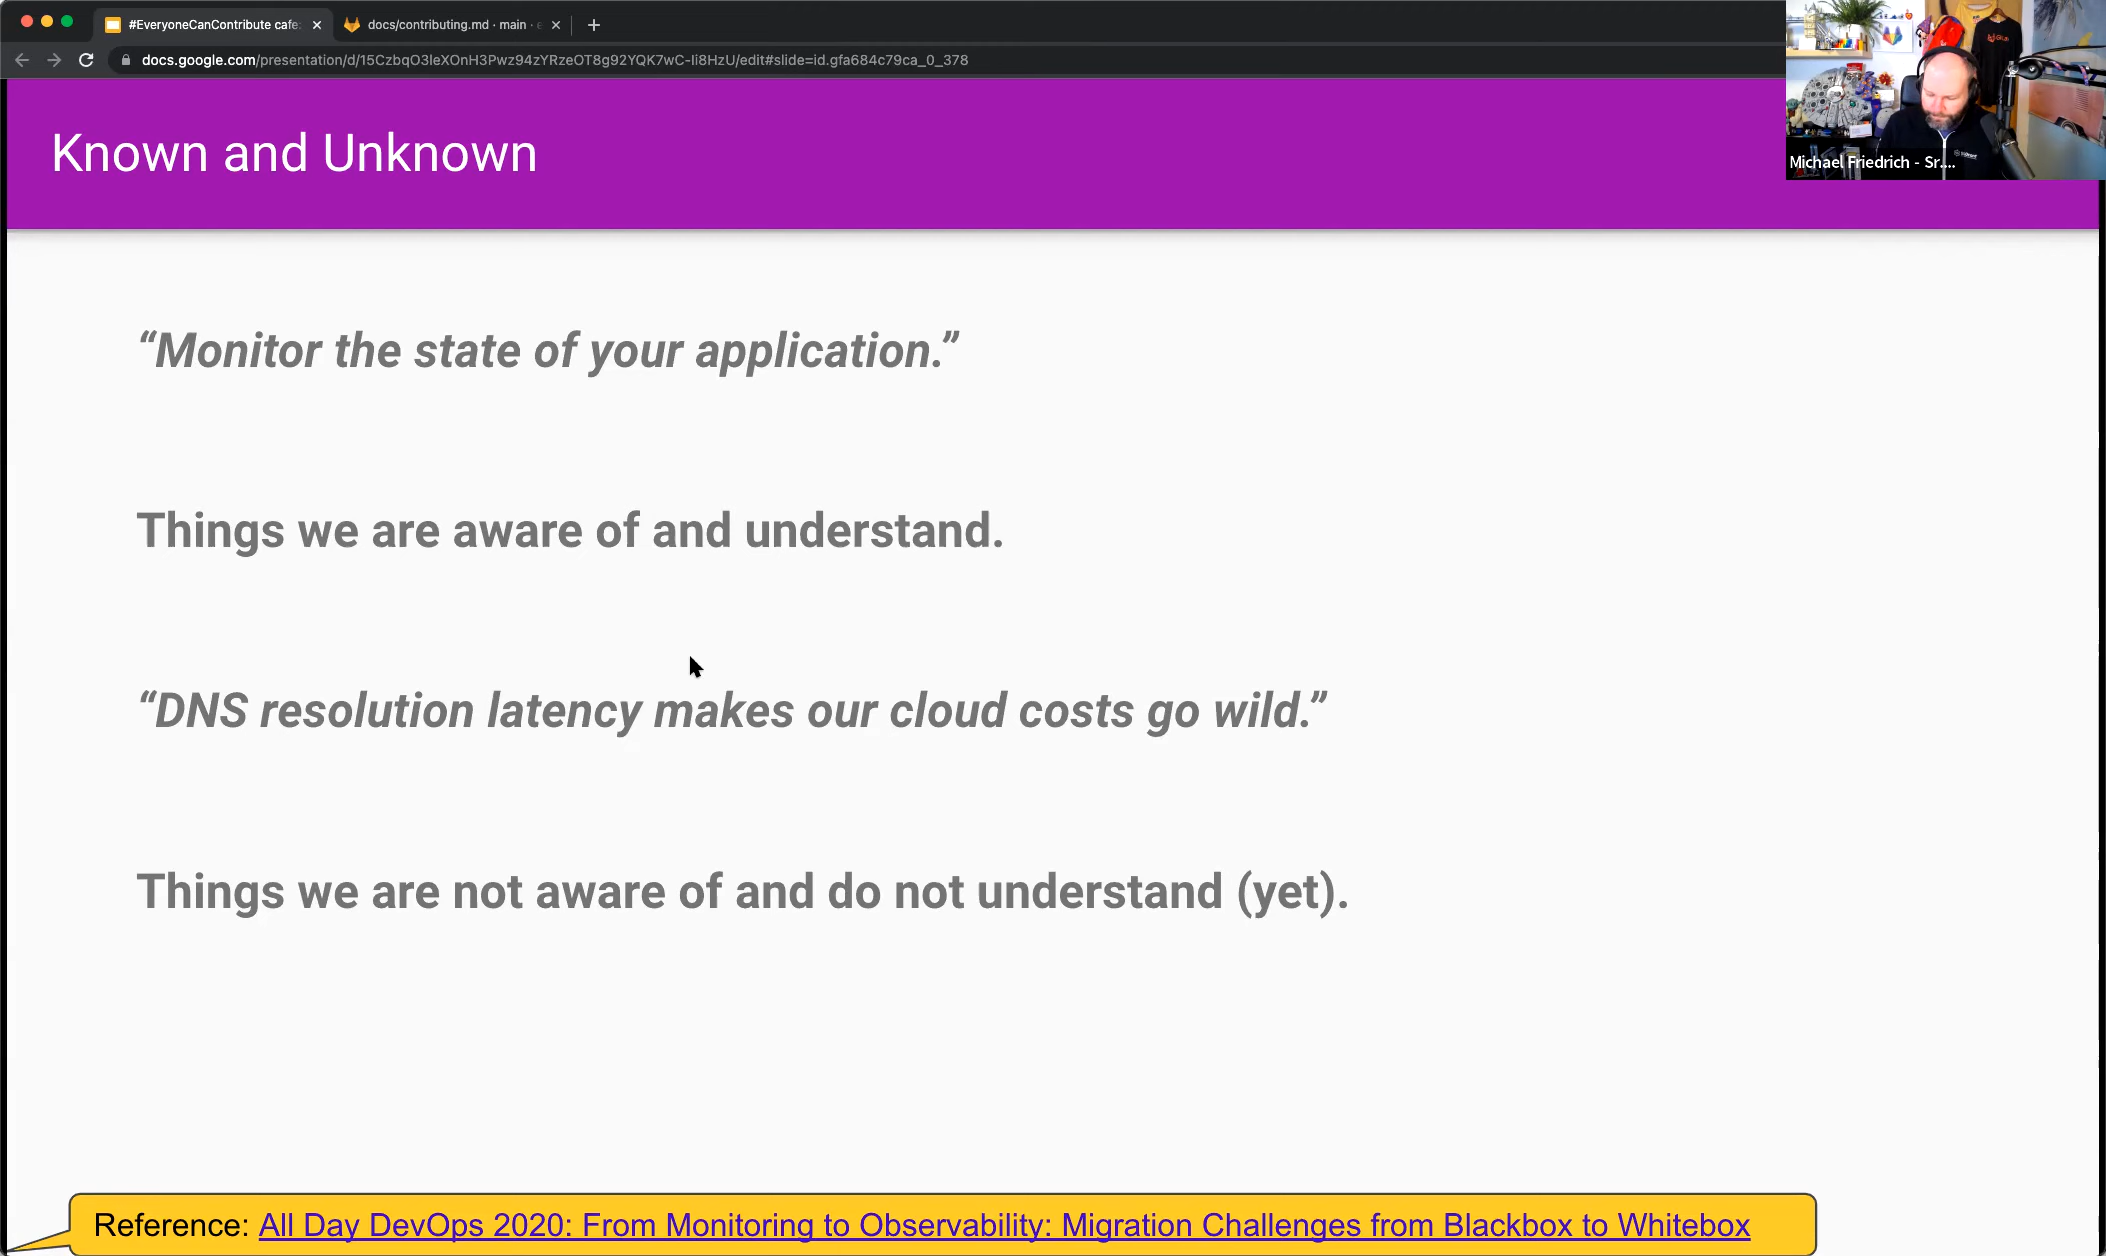 #EveryoneCanContribute cafe:
docs/contributing.md · main ·
docs.google.com/presentation/d/15CzbqO3IeXOnH3Pwz94zYRzeOT8g92YQK7wC-Ii8HzU/edit#slide=id.gfa684c79ca_0_378
Michael Friedrich - Sr....
Known and Unknown
“Monitor the state of your application.”
Things we are aware of and understand.
“DNS resolution latency makes our cloud costs go wild.”
Things we are not aware of and do not understand (yet).
Reference: All Day DevOps 2020: From Monitoring to Observability: Migration Challenges from Blackbox to Whitebox